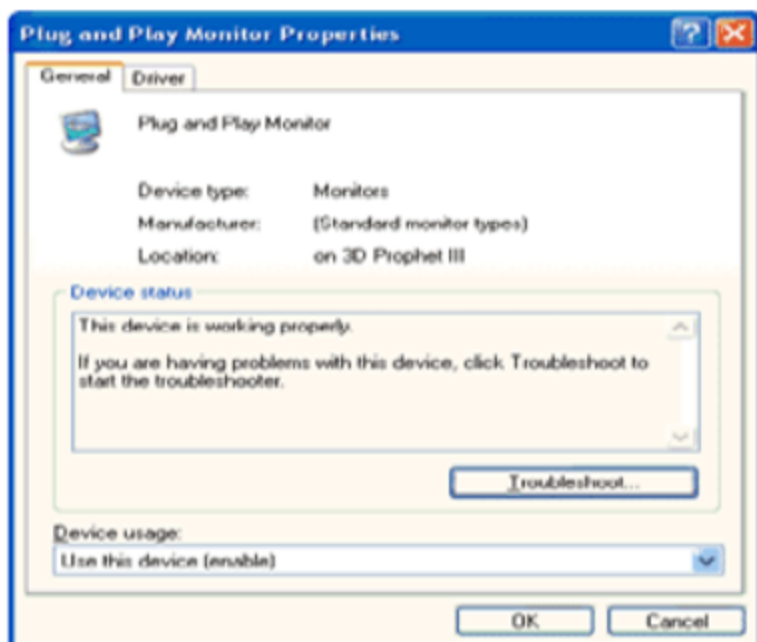 Plug and Play Monitor Properties
General Driver
Plug and Play Monitor
Device type: Monitors
Manufacturer: (Standard monitor types)
Location: on 3D Prophet III
Device status
This device is working properly.
If you are having problems with this device, click Troubleshoot to
start the troubleshooter.
Troubleshoot...
Device usage:
Use this device (enable)
OK Cancel